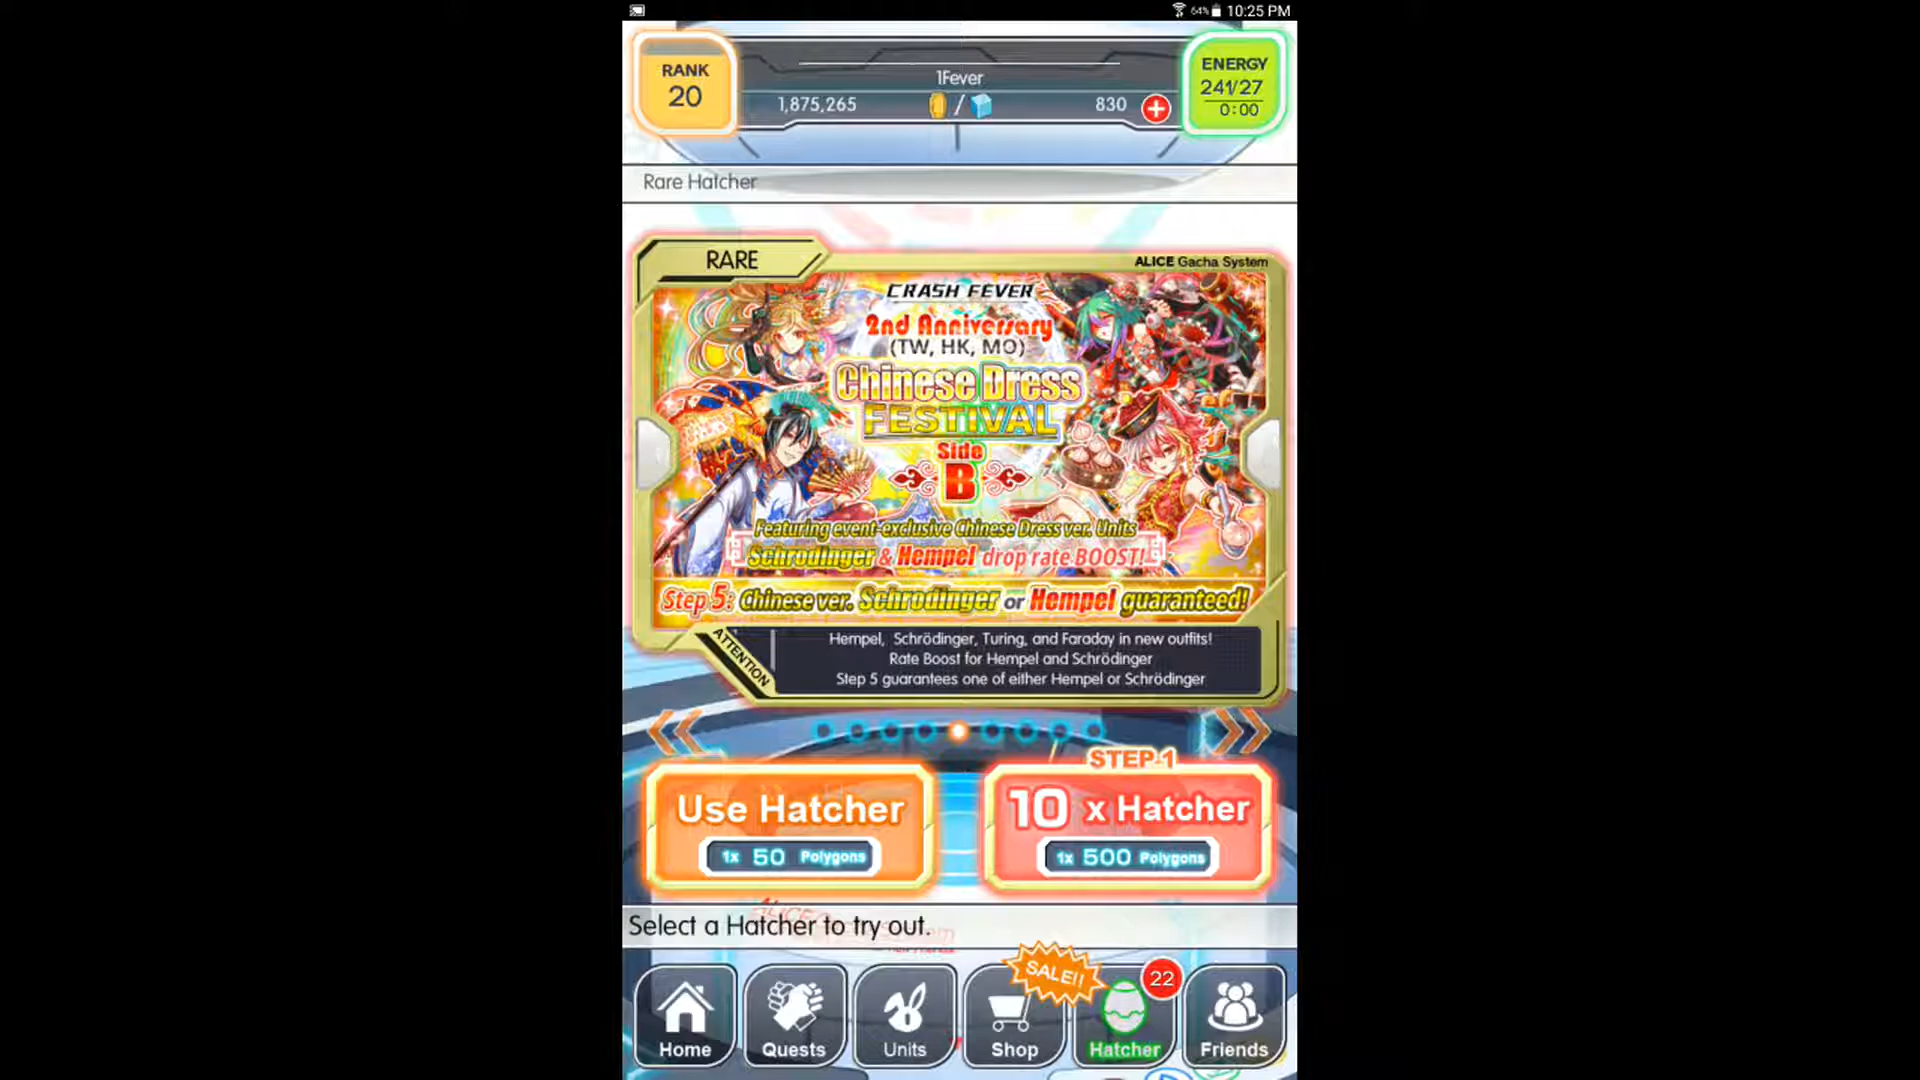 64% 10:25 PM
RANK
20
1Fever
1,875,265 / 830
ENERGY
241/27
0:00
Rare Hatcher
RARE
ALICE Gacha System
CRASH FEVER
2nd Anniversary
(TW, HK, MO)
Chinese Dress
FESTIVAL
Side
B
Featuring event-exclusive Chinese Dress ver. Units
Schrodinger & Hempel drop rate BOOST!
Step 5: Chinese ver. Schrodinger or Hempel guaranteed!
ATTENTION
Hempel, Schrödinger, Turing, and Faraday in new outfits!
Rate Boost for Hempel and Schrödinger
Step 5 guarantees one of either Hempel or Schrödinger
STEP 1
Use Hatcher
1x 50 Polygons
10 x Hatcher
1x 500 Polygons
Select a Hatcher to try out.
SALE!!
22
Home
Quests
Units
Shop
Hatcher
Friends